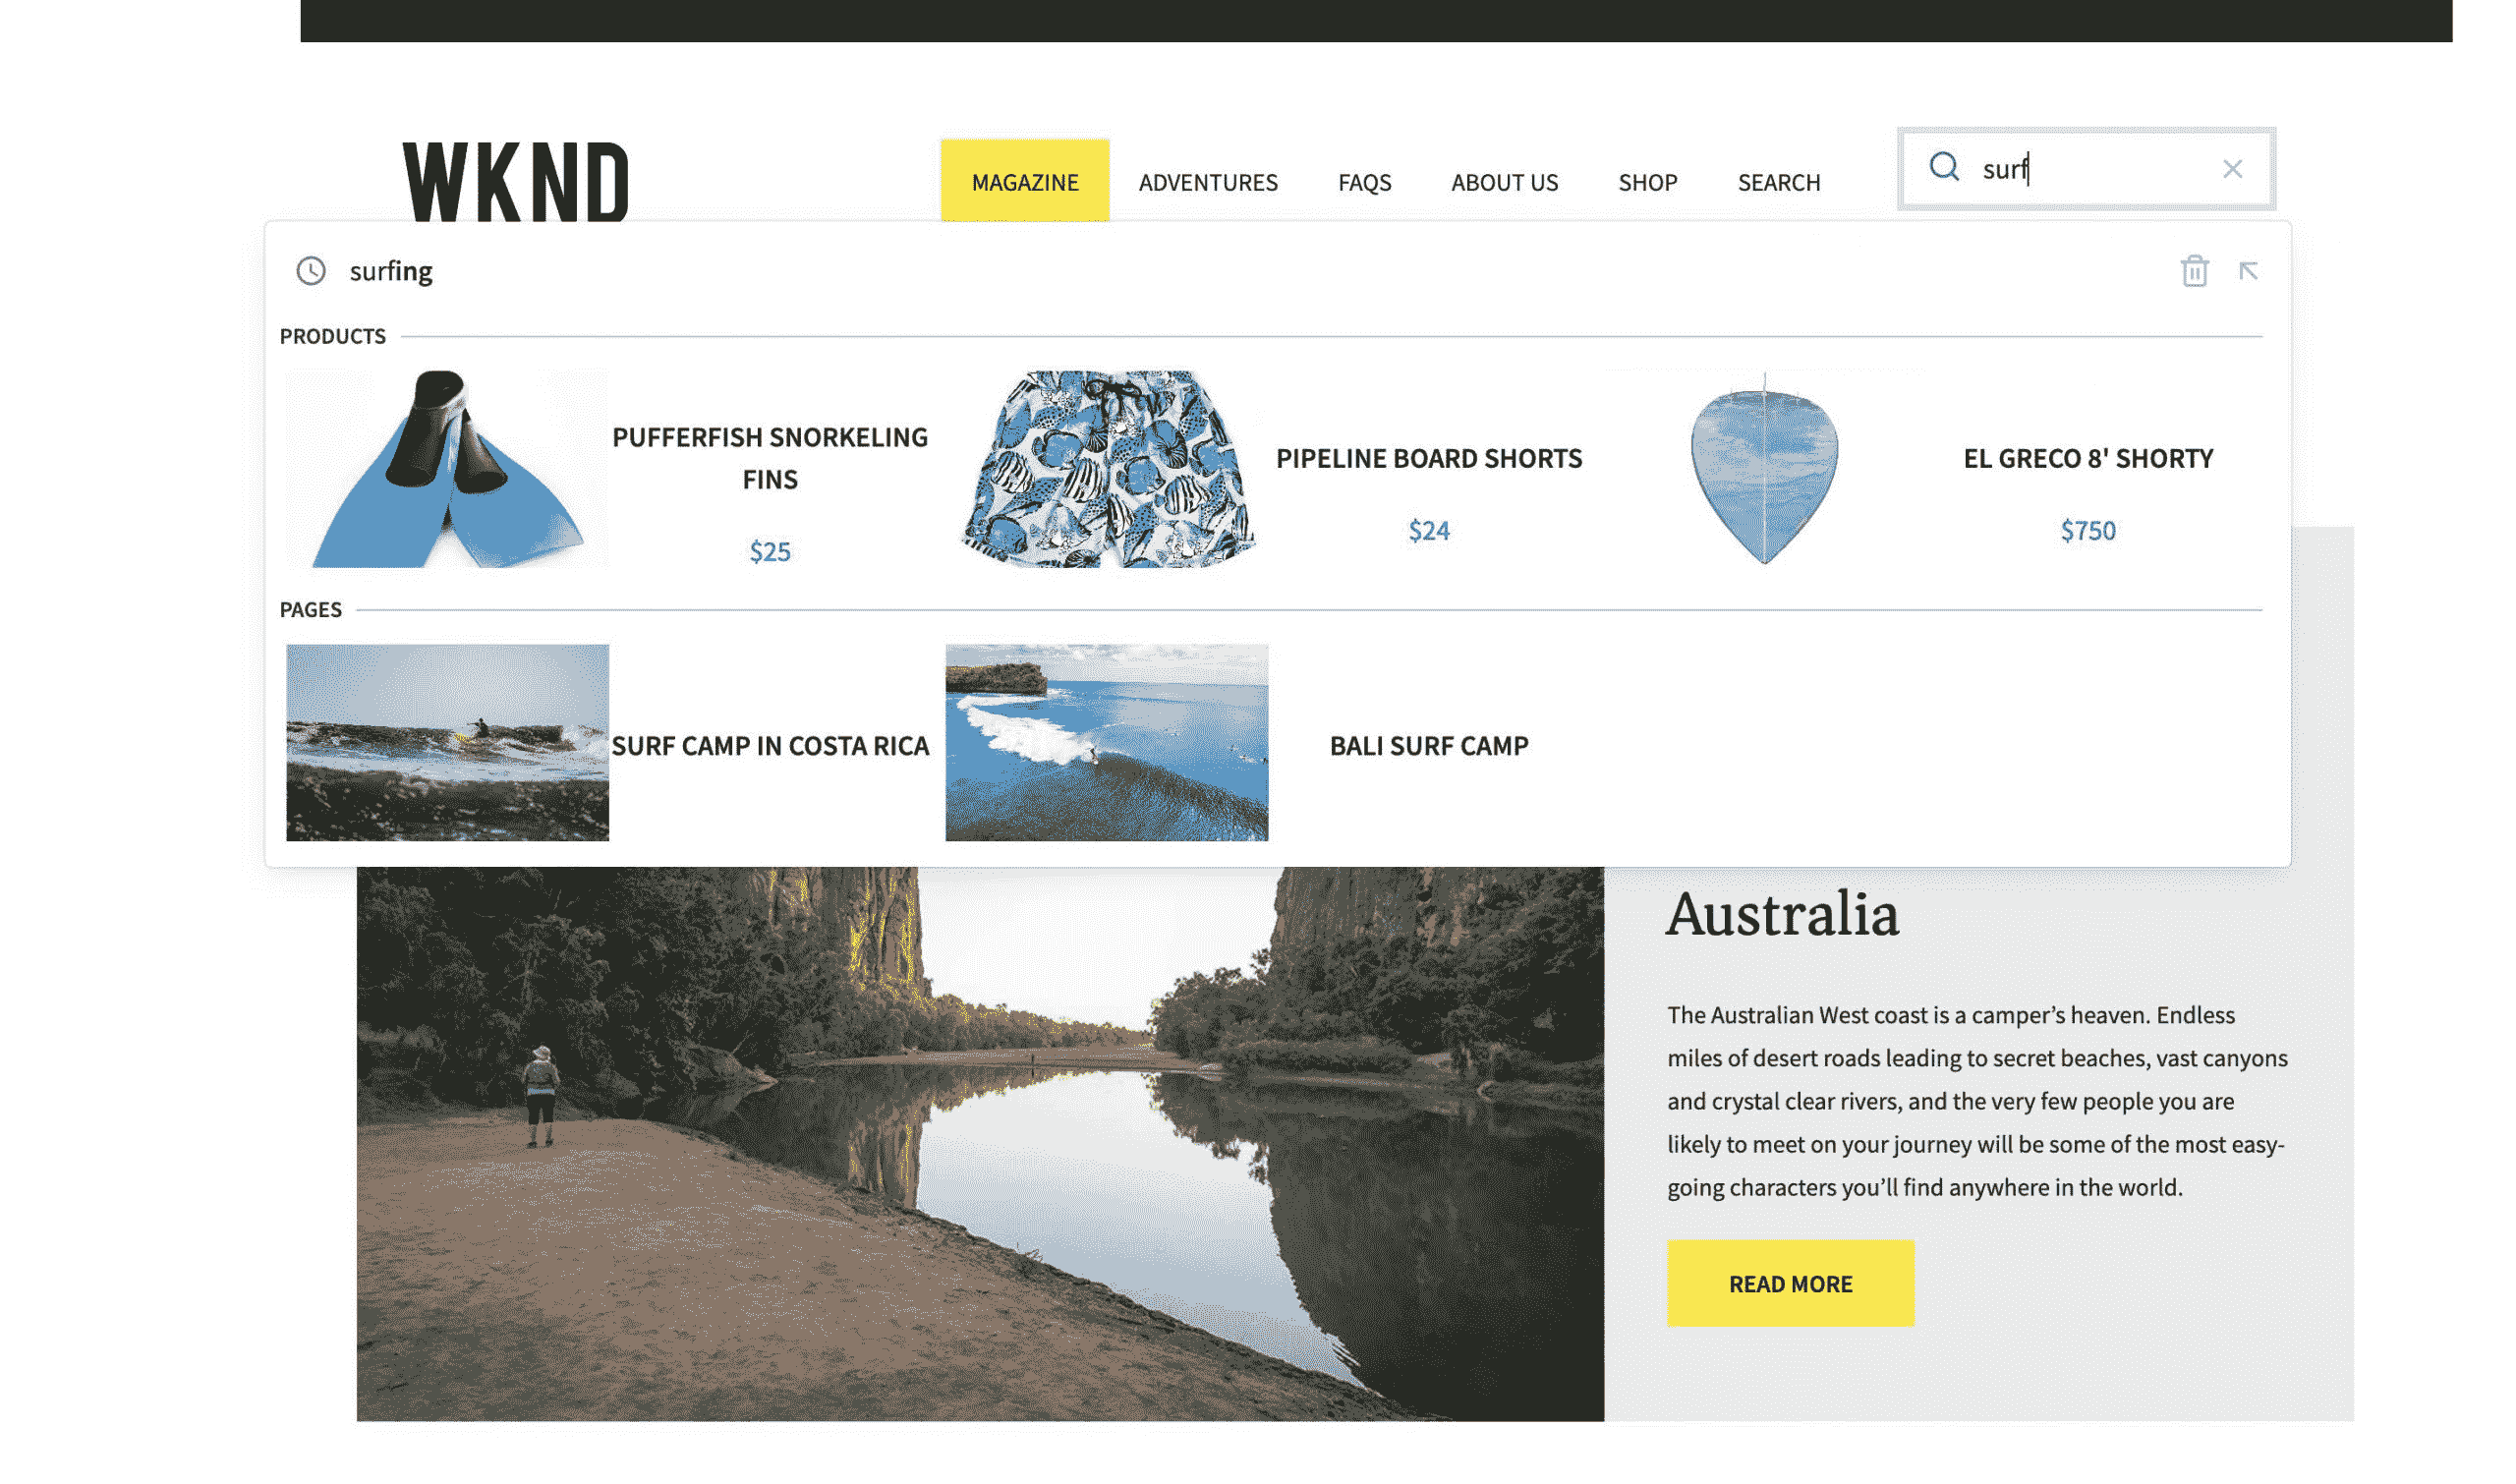 WKND
MAGAZINE
ADVENTURES
FAQS
ABOUT US
SHOP
SEARCH
surf
surfing
PRODUCTS
PUFFERFISH SNORKELING
FINS
$25
PIPELINE BOARD SHORTS
$24
EL GRECO 8' SHORTY
$750
PAGES
SURF CAMP IN COSTA RICA
BALI SURF CAMP
Australia
The Australian West coast is a camper’s heaven. Endless
miles of desert roads leading to secret beaches, vast canyons
and crystal clear rivers, and the very few people you are
likely to meet on your journey will be some of the most easy-
going characters you’ll find anywhere in the world.
READ MORE